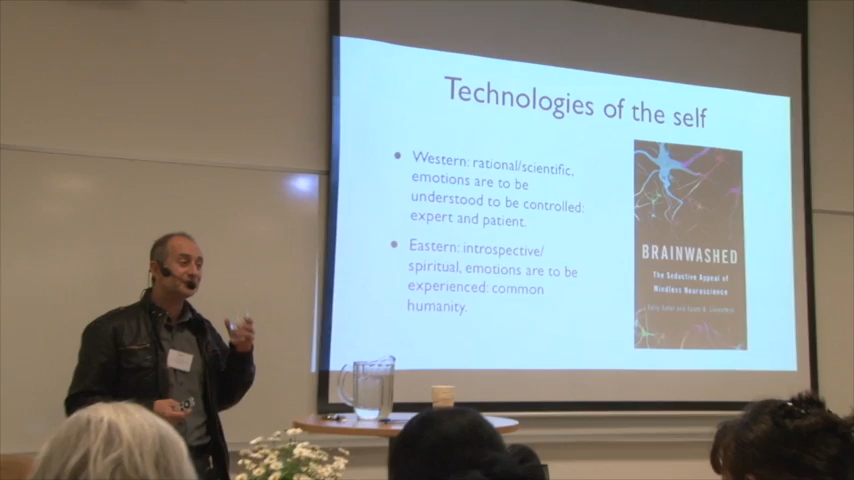 Technologies of the self
• Western: rational/scientific,
emotions are to be
understood to be controlled:
expert and patient.
• Eastern: introspective/
spiritual, emotions are to be
experienced: common
humanity.
BRAINWASHED
The Seductive Appeal of
Mindless Neuroscience